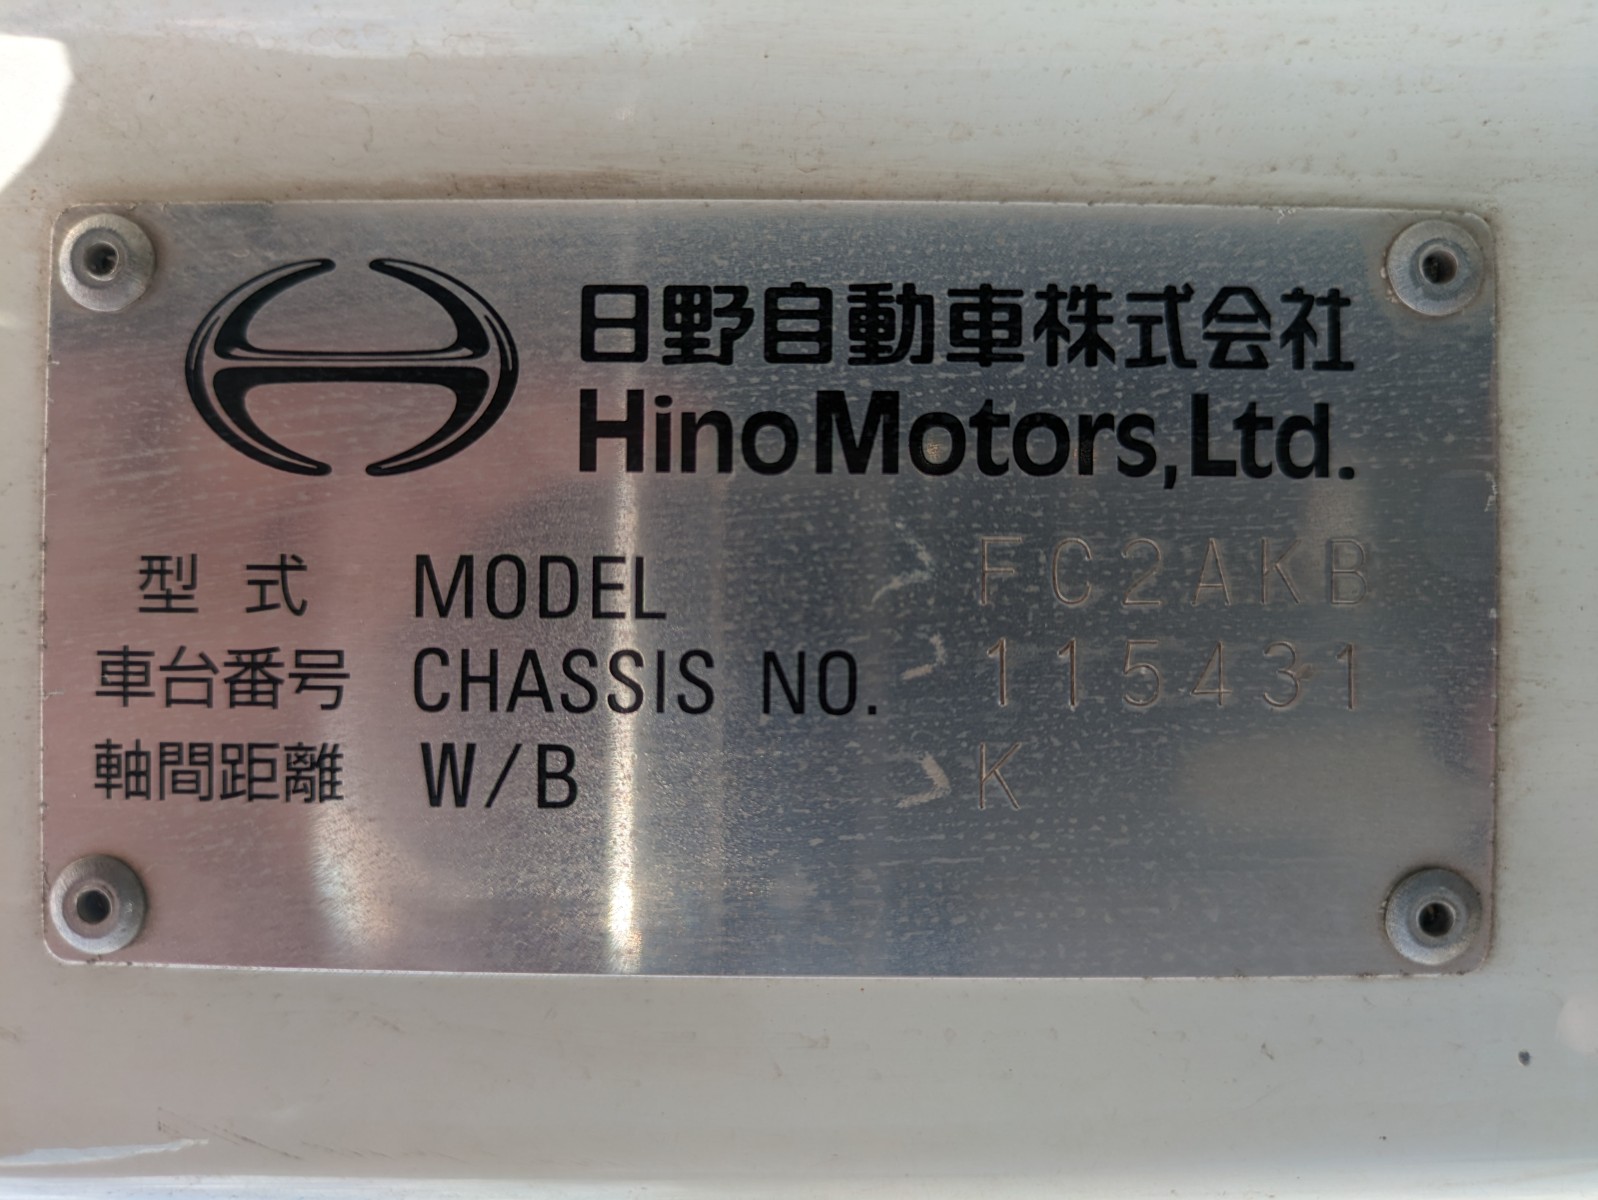 日野自動車株式会社
Hino Motors, Ltd.
型式 MODEL FC2AKB
車台番号 CHASSIS NO. 115431
軸間距離 W/B K